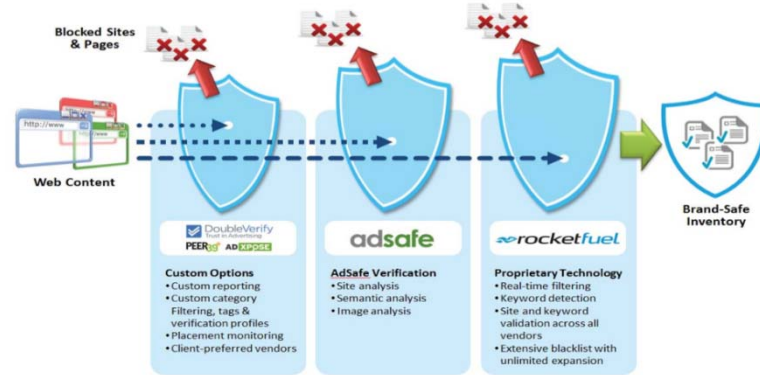 Blocked Sites
& Pages
http://www
www
Web Content
DoubleVerify
Trust in Advertising
PEER39 ADXPOSE
adsafe
rocketfuel
Brand-Safe
Inventory
Custom Options
• Custom reporting
• Custom category
Filtering, tags &
verification profiles
• Placement monitoring
• Client-preferred vendors
AdSafe Verification
• Site analysis
• Semantic analysis
• Image analysis
Proprietary Technology
• Real-time filtering
• Keyword detection
• Site and keyword
validation across all
vendors
• Extensive blacklist with
unlimited expansion